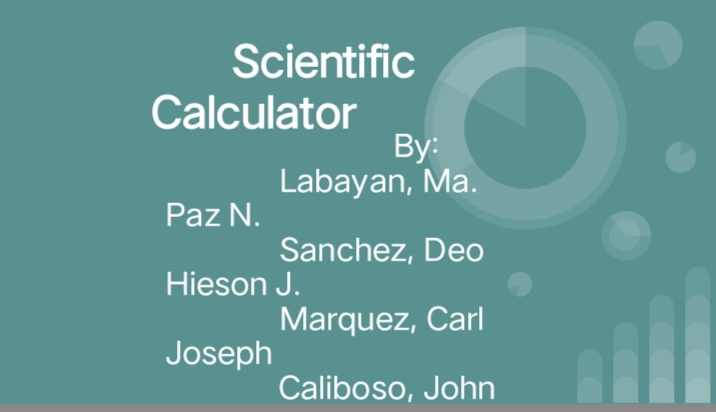 Scientific
Calculator
By:
Labayan, Ma.
Paz N.
Sanchez, Deo
Hieson J.
Marquez, Carl
Joseph
Caliboso, John